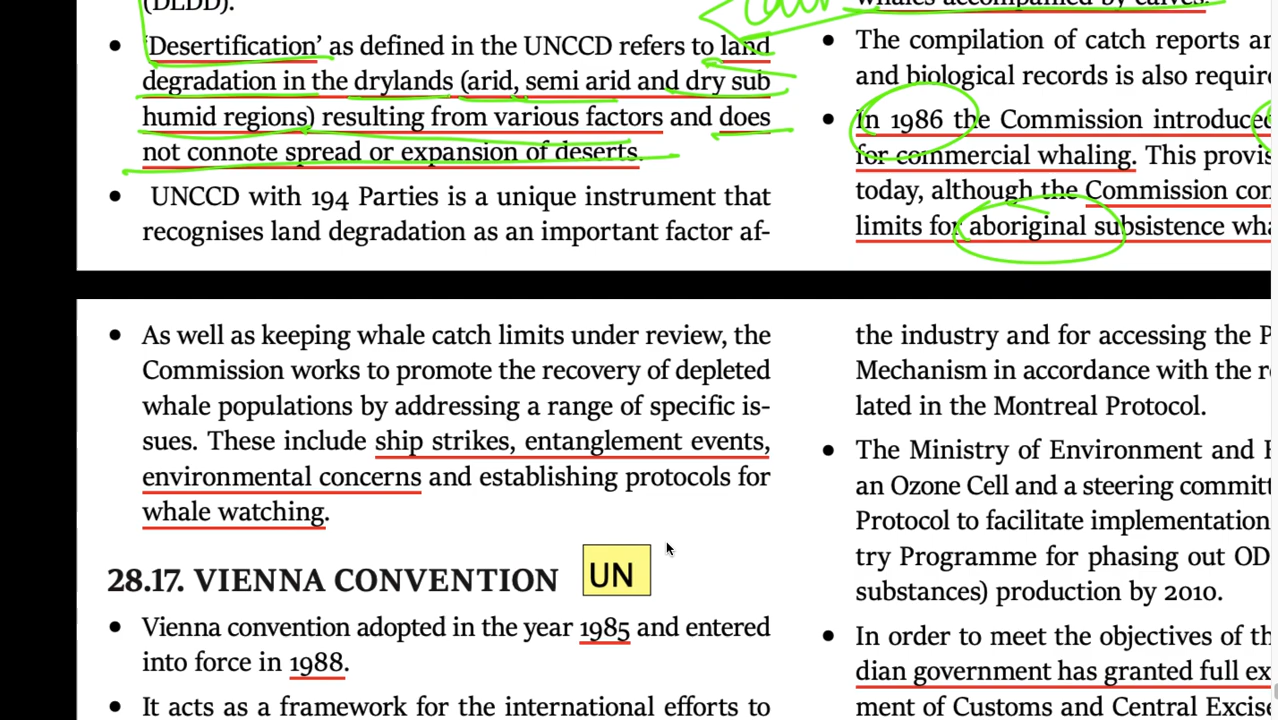 (DLDD).
'Desertification' as defined in the UNCCD refers to land
degradation in the drylands (arid, semi arid and dry sub
humid regions) resulting from various factors and does
not connote spread or expansion of deserts.
UNCCD with 194 Parties is a unique instrument that
recognises land degradation as an important factor af-
whales accompanied by calves.
The compilation of catch reports an
and biological records is also require
In 1986 the Commission introduced
for commercial whaling. This provis
today, although the Commission con
limits for aboriginal subsistence wha
As well as keeping whale catch limits under review, the
Commission works to promote the recovery of depleted
whale populations by addressing a range of specific is-
sues. These include ship strikes, entanglement events,
environmental concerns and establishing protocols for
whale watching.
28.17. VIENNA CONVENTION UN
Vienna convention adopted in the year 1985 and entered
into force in 1988.
It acts as a framework for the international efforts to
the industry and for accessing the P
Mechanism in accordance with the r
lated in the Montreal Protocol.
The Ministry of Environment and F
an Ozone Cell and a steering committ
Protocol to facilitate implementation
try Programme for phasing out OD
substances) production by 2010.
In order to meet the objectives of th
dian government has granted full ex
ment of Customs and Central Excise